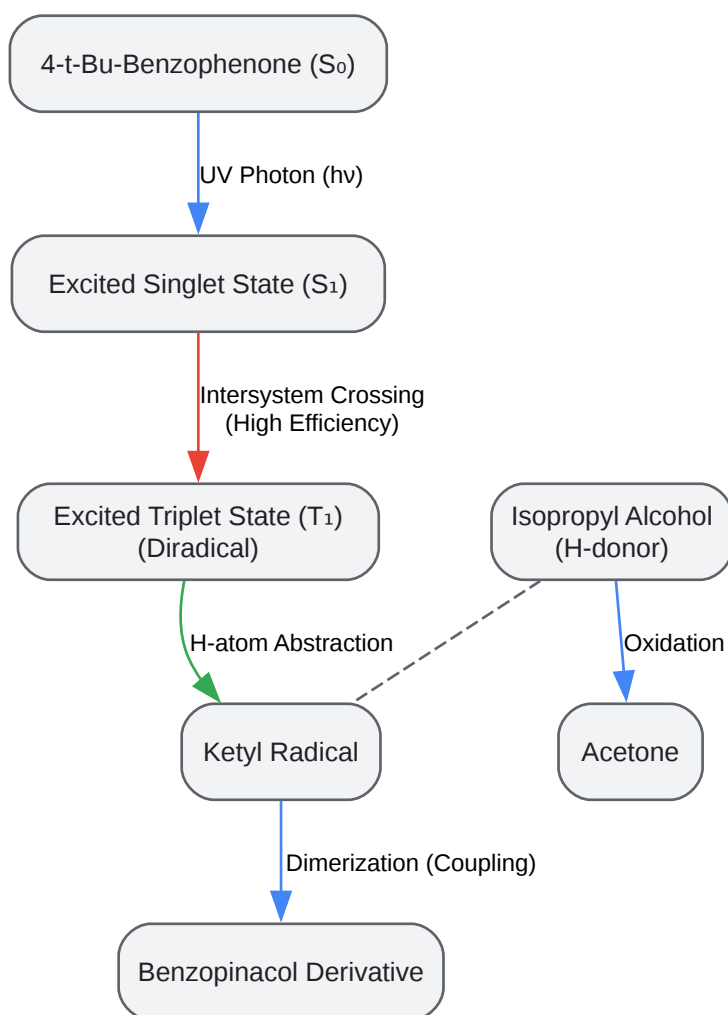 4-t-Bu-Benzophenone (S₀)
UV Photon (hν)
Excited Singlet State (S₁)
Intersystem Crossing
(High Efficiency)
Excited Triplet State (T₁)
(Diradical)
Isopropyl Alcohol
(H-donor)
H-atom Abstraction
Oxidation
Ketyl Radical
Acetone
Dimerization (Coupling)
Benzopinacol Derivative